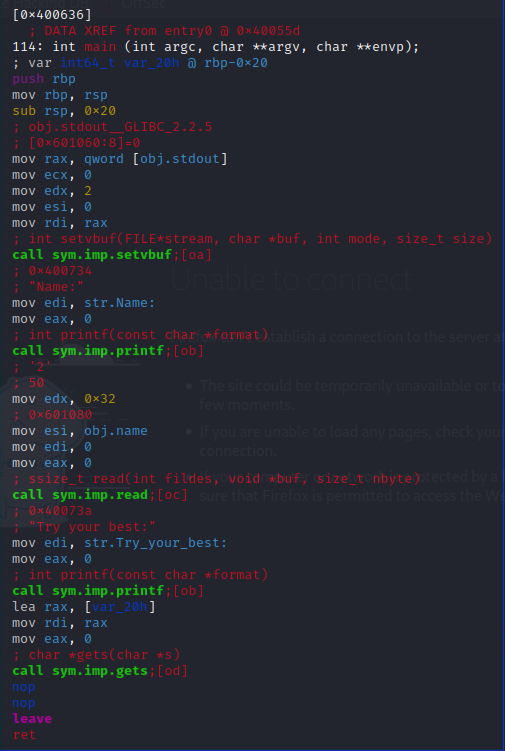 OffSec
[0×400636]
; DATA XREF from entry0 @ 0×40055d
114: int main (int argc, char **argv, char **envp);
; var int64_t var_20h @ rbp-0×20
push rbp
mov rbp, rsp
sub rsp, 0×20
; obj.stdout__GLIBC_2.2.5
; [0×601060:8]=0
mov rax, qword [obj.stdout]
mov ecx, 0
mov edx, 2
mov esi, 0
mov rdi, rax
; int setvbuf(FILE*stream, char *buf, int mode, size_t size)
call sym.imp.setvbuf;[oa]
; 0×400734
; "Name:"
Unable to connect
mov edi, str.Name:
mov eax, 0
; int printf(const char *format)
establish a connection to the server at
call sym.imp.printf;[ob]
; '2'
; 50
The site could be temporarily unavailable or to
mov edx, 0×32
few moments.
; 0×601080
mov esi, obj.name
If you are unable to load any pages, check your
mov edi, 0
connection.
mov eax, 0
; ssize_t read(int fildes, void *buf, size_t nbyte)
call sym.imp.read;[oc]
sure that Firefox is permitted to access the We
; 0×40073a
; "Try your best:"
mov edi, str.Try_your_best:
mov eax, 0
; int printf(const char *format)
call sym.imp.printf;[ob]
lea rax, [var_20h]
mov rdi, rax
mov eax, 0
; char *gets(char *s)
call sym.imp.gets;[od]
nop
nop
leave
ret